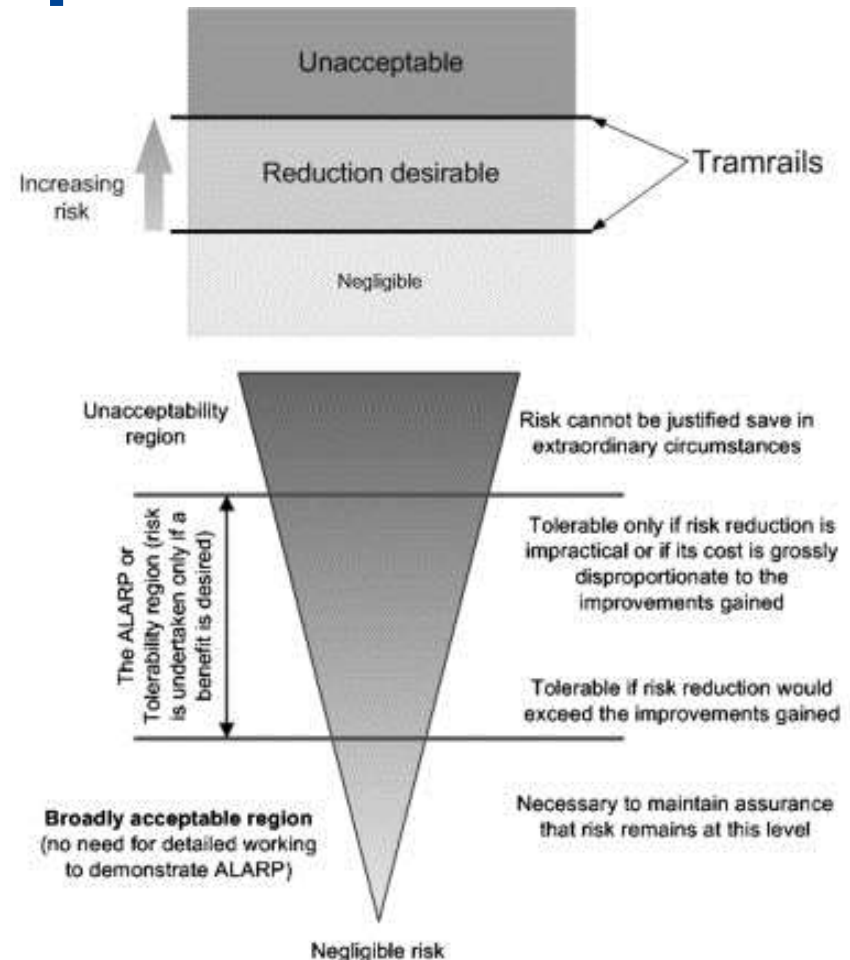 Unacceptable
Reduction desirable
Tramrails
Increasing
risk
Negligible
Unacceptability
region
Risk cannot be justified save in
extraordinary circumstances
The ALARP or
Tolerability region (risk
is undertaken only if a
benefit is desired)
Tolerable only if risk reduction is
impractical or if its cost is grossly
disproportionate to the
improvements gained
Tolerable if risk reduction would
exceed the improvements gained
Broadly acceptable region
(no need for detailed working
to demonstrate ALARP)
Necessary to maintain assurance
that risk remains at this level
Negligible risk